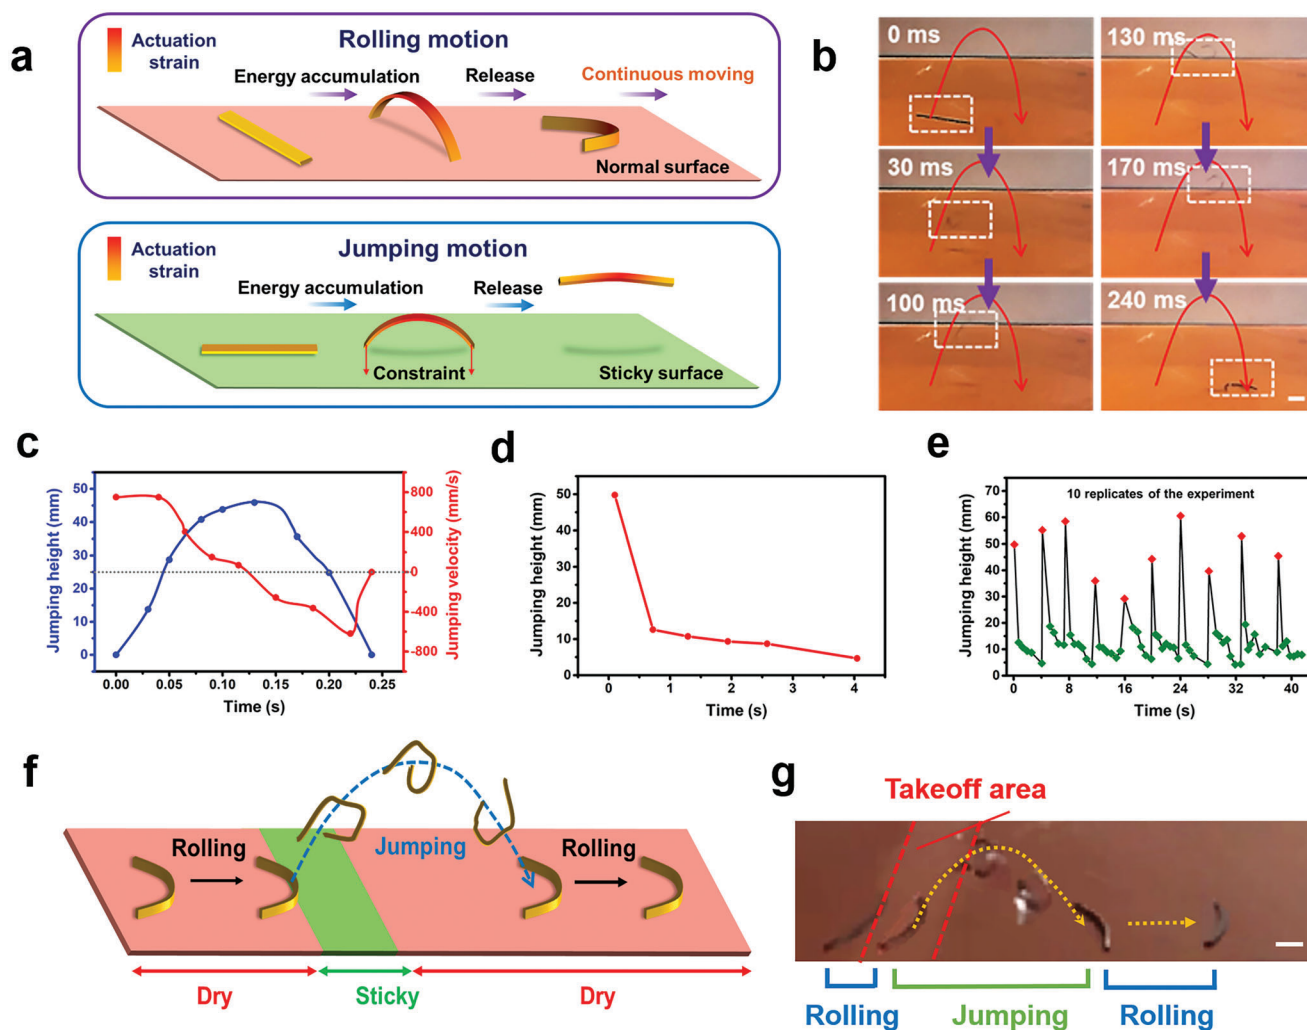 a
Actuation
strain
Rolling motion
Energy accumulation
Release
Continuous moving
Normal surface
Actuation
strain
Jumping motion
Energy accumulation
Release
Constraint
Sticky surface
b
0 ms
130 ms
30 ms
170 ms
100 ms
240 ms
c
Jumping height (mm)
50
40
30
20
10
0
800
400
0
-400
-800
Jumping velocity (mm/s)
0.00 0.05 0.10 0.15 0.20 0.25
Time (s)
d
Jumping height (mm)
50
40
30
20
10
0
0 1 2 3 4
Time (s)
e
10 replicates of the experiment
Jumping height (mm)
70
60
50
40
30
20
10
0
0 8 16 24 32 40
Time (s)
f
Rolling
Jumping
Rolling
Dry
Sticky
Dry
g
Takeoff area
Rolling
Jumping
Rolling